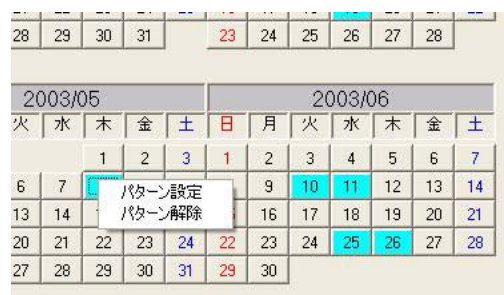 28 29 30 31 23 24 25 26 27 28
2003/05 2003/06
火 水 木 金 土 日 月 火 水 木 金 土
1 2 3 1 2 3 4 5 6 7
6 7 9 10 11 12 13 14
パターン設定
パターン解除
13 14 16 17 18 19 20 21
20 21 22 23 24 22 23 24 25 26 27 28
27 28 29 30 31 29 30